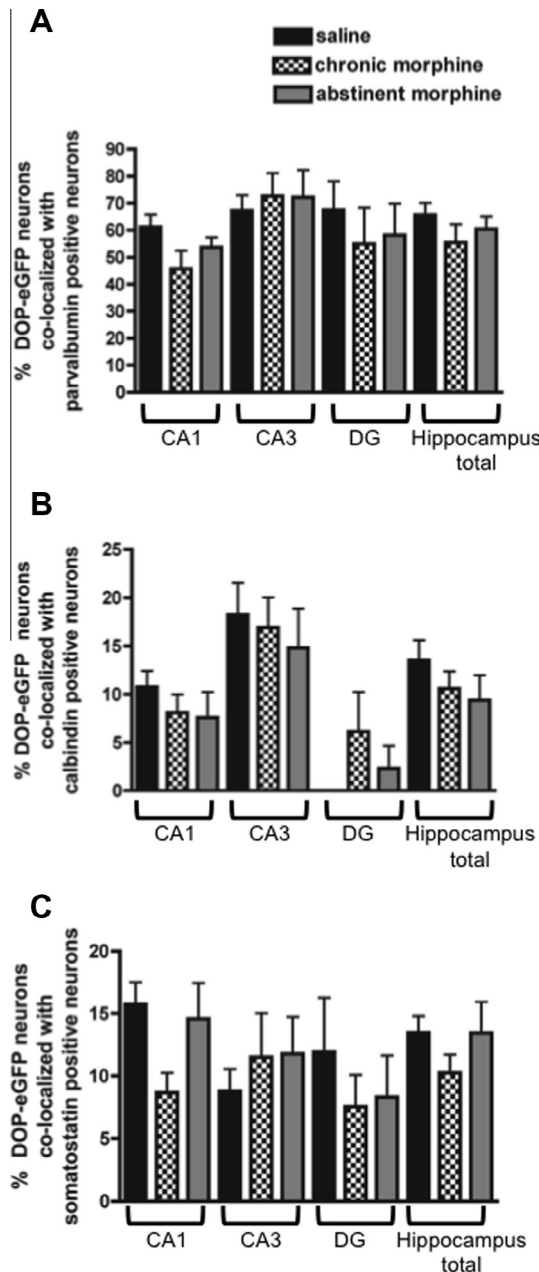 A
saline
chronic morphine
abstinent morphine
% DOP-eGFP neurons
co-localized with
parvalbumin positive neurons
90
80
70
60
50
40
30
20
10
0
CA1 CA3 DG Hippocampus
total
B
% DOP-eGFP neurons
co-localized with
calbindin positive neurons
25
20
15
10
5
0
CA1 CA3 DG Hippocampus
total
C
% DOP-eGFP neurons
co-localized with
somatostatin positive neurons
20
15
10
5
0
CA1 CA3 DG Hippocampus
total